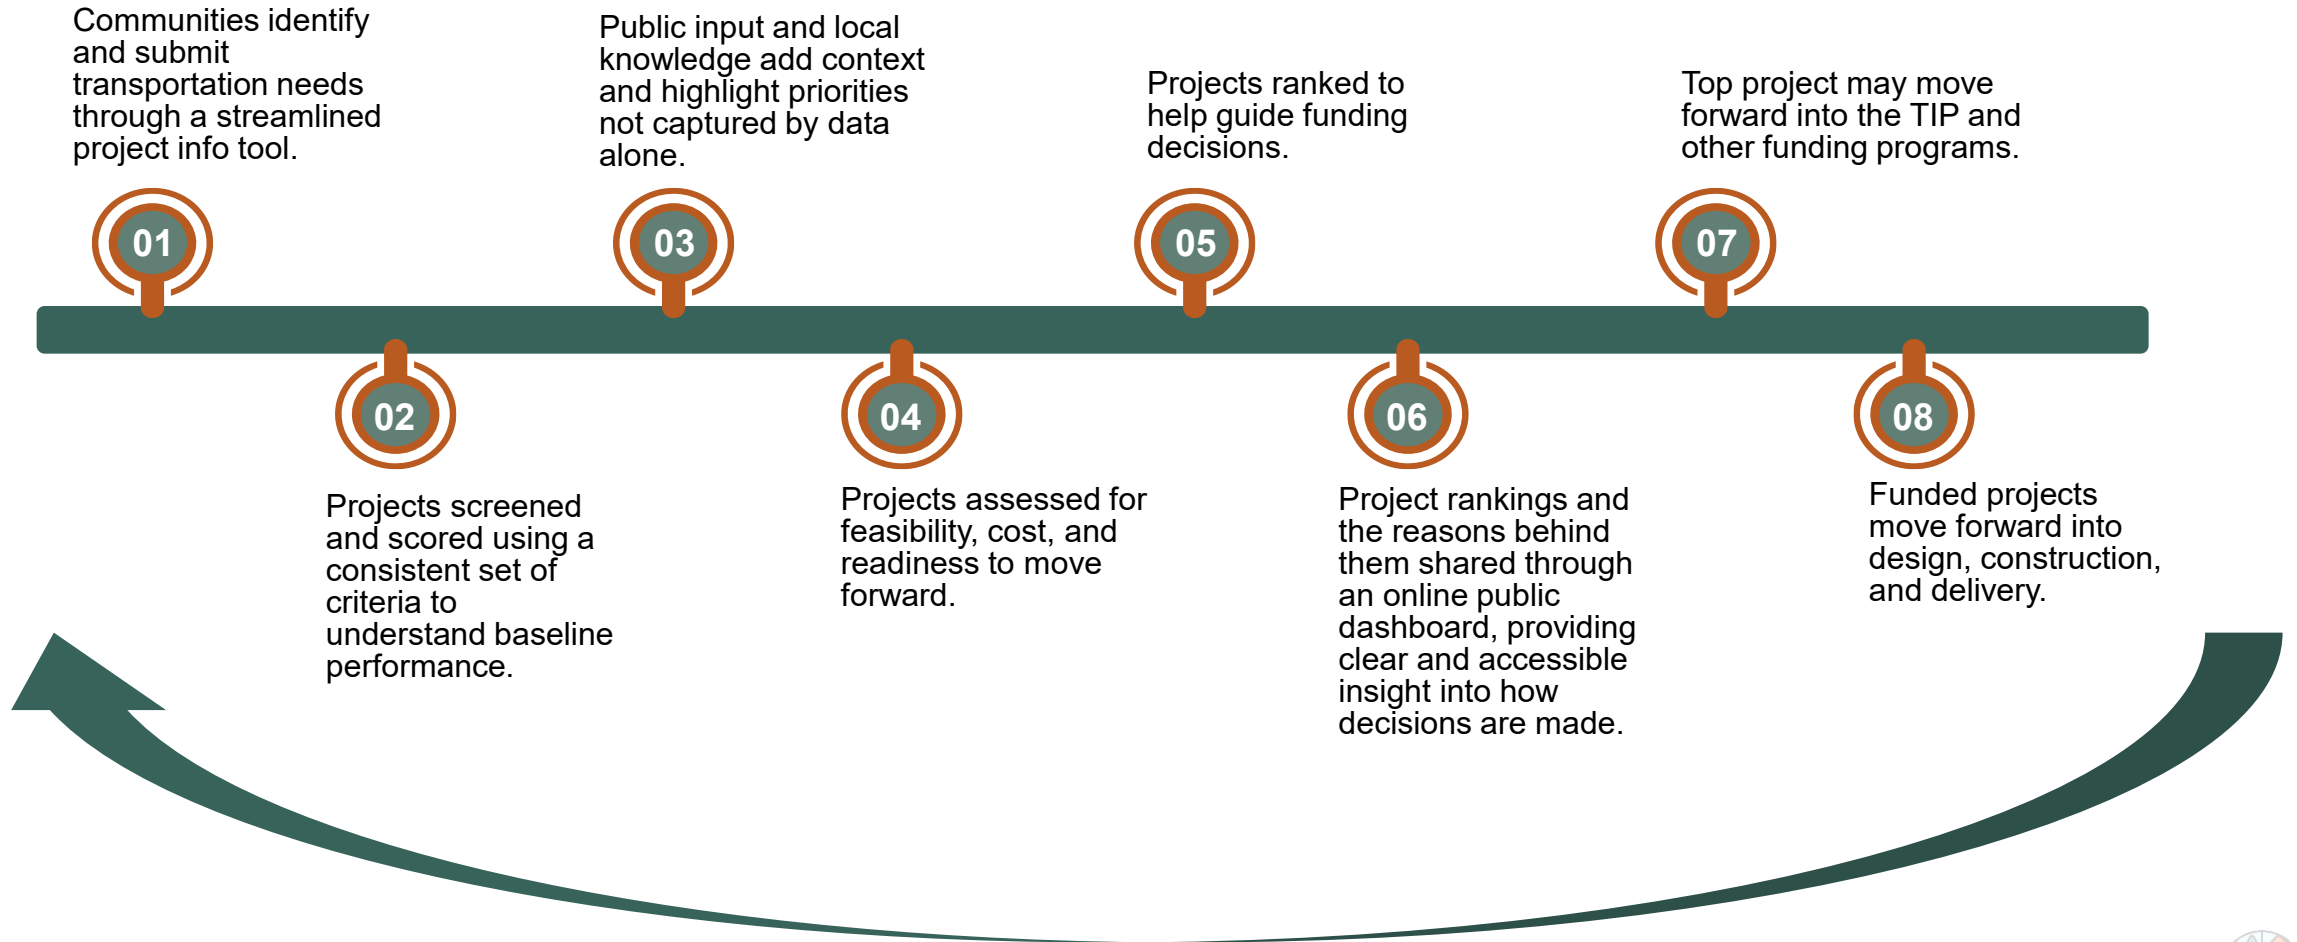 Communities identify
and submit
transportation needs
through a streamlined
project info tool.
01
Projects screened
and scored using a
consistent set of
criteria to
understand baseline
performance.
02
Public input and local
knowledge add context
and highlight priorities
not captured by data
alone.
03
Projects assessed for
feasibility, cost, and
readiness to move
forward.
04
Projects ranked to
help guide funding
decisions.
05
Project rankings and
the reasons behind
them shared through
an online public
dashboard, providing
clear and accessible
insight into how
decisions are made.
06
Top project may move
forward into the TIP and
other funding programs.
07
Funded projects
move forward into
design, construction,
and delivery.
08